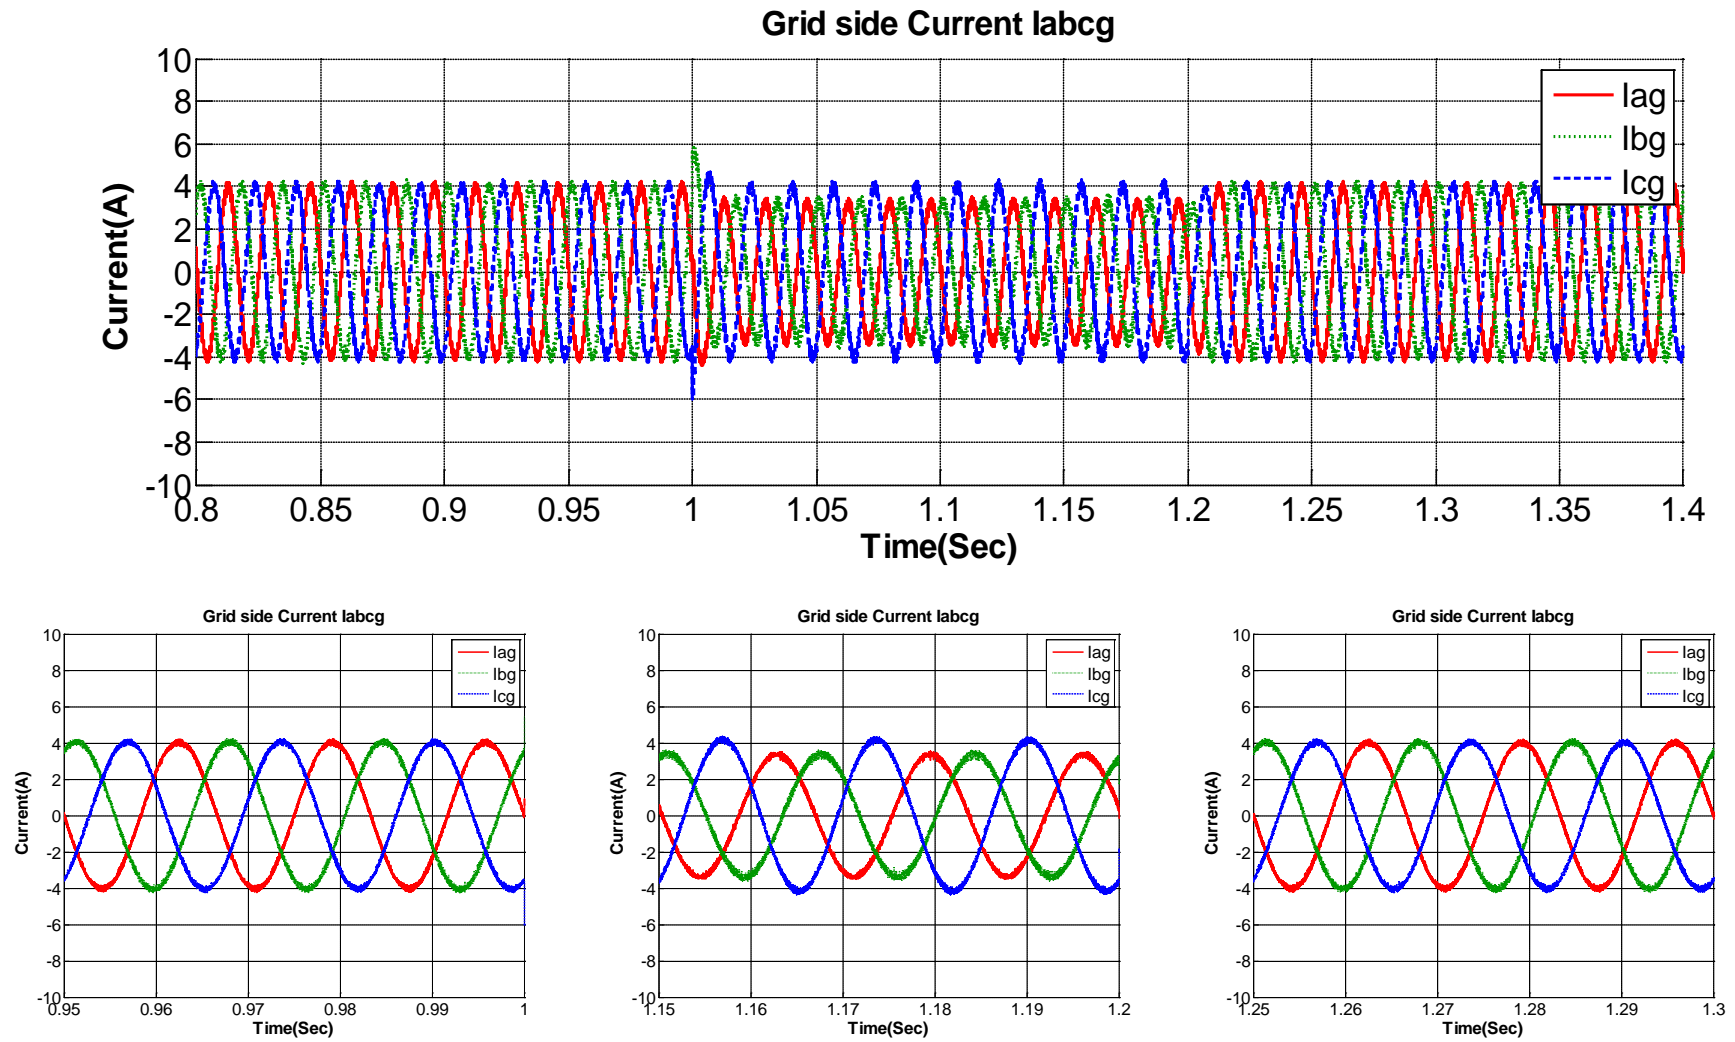 Grid side Current Iabcg
Current(A)
10
8
6
4
2
0
-2
-4
-6
-8
-10
Iag
Ibg
Icg
0.8 0.85 0.9 0.95 1 1.05 1.1 1.15 1.2 1.25 1.3 1.35 1.4
Time(Sec)
Grid side Current Iabcg
Current(A)
10
8
6
4
2
0
-2
-4
-6
-8
-10
Iag
Ibg
Icg
0.95 0.96 0.97 0.98 0.99 1
Time(Sec)
Grid side Current Iabcg
Current(A)
10
8
6
4
2
0
-2
-4
-6
-8
-10
Iag
Ibg
Icg
1.15 1.16 1.17 1.18 1.19 1.2
Time(Sec)
Grid side Current Iabcg
Current(A)
10
8
6
4
2
0
-2
-4
-6
-8
-10
Iag
Ibg
Icg
1.25 1.26 1.27 1.28 1.29 1.3
Time(Sec)